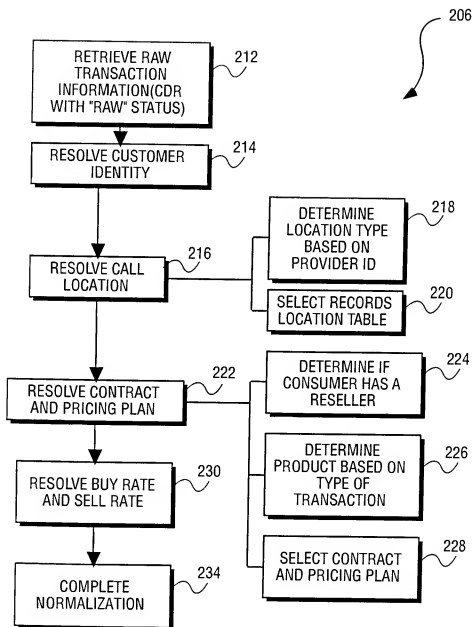 206
RETRIEVE RAW
TRANSACTION
INFORMATION(CDR
WITH "RAW" STATUS)
212
RESOLVE CUSTOMER
IDENTITY
214
RESOLVE CALL
LOCATION
216
DETERMINE
LOCATION TYPE
BASED ON
PROVIDER ID
218
SELECT RECORDS
LOCATION TABLE
220
RESOLVE CONTRACT
AND PRICING PLAN
222
DETERMINE IF
CONSUMER HAS A
RESELLER
224
DETERMINE
PRODUCT BASED ON
TYPE OF
TRANSACTION
226
SELECT CONTRACT
AND PRICING PLAN
228
RESOLVE BUY RATE
AND SELL RATE
230
COMPLETE
NORMALIZATION
234